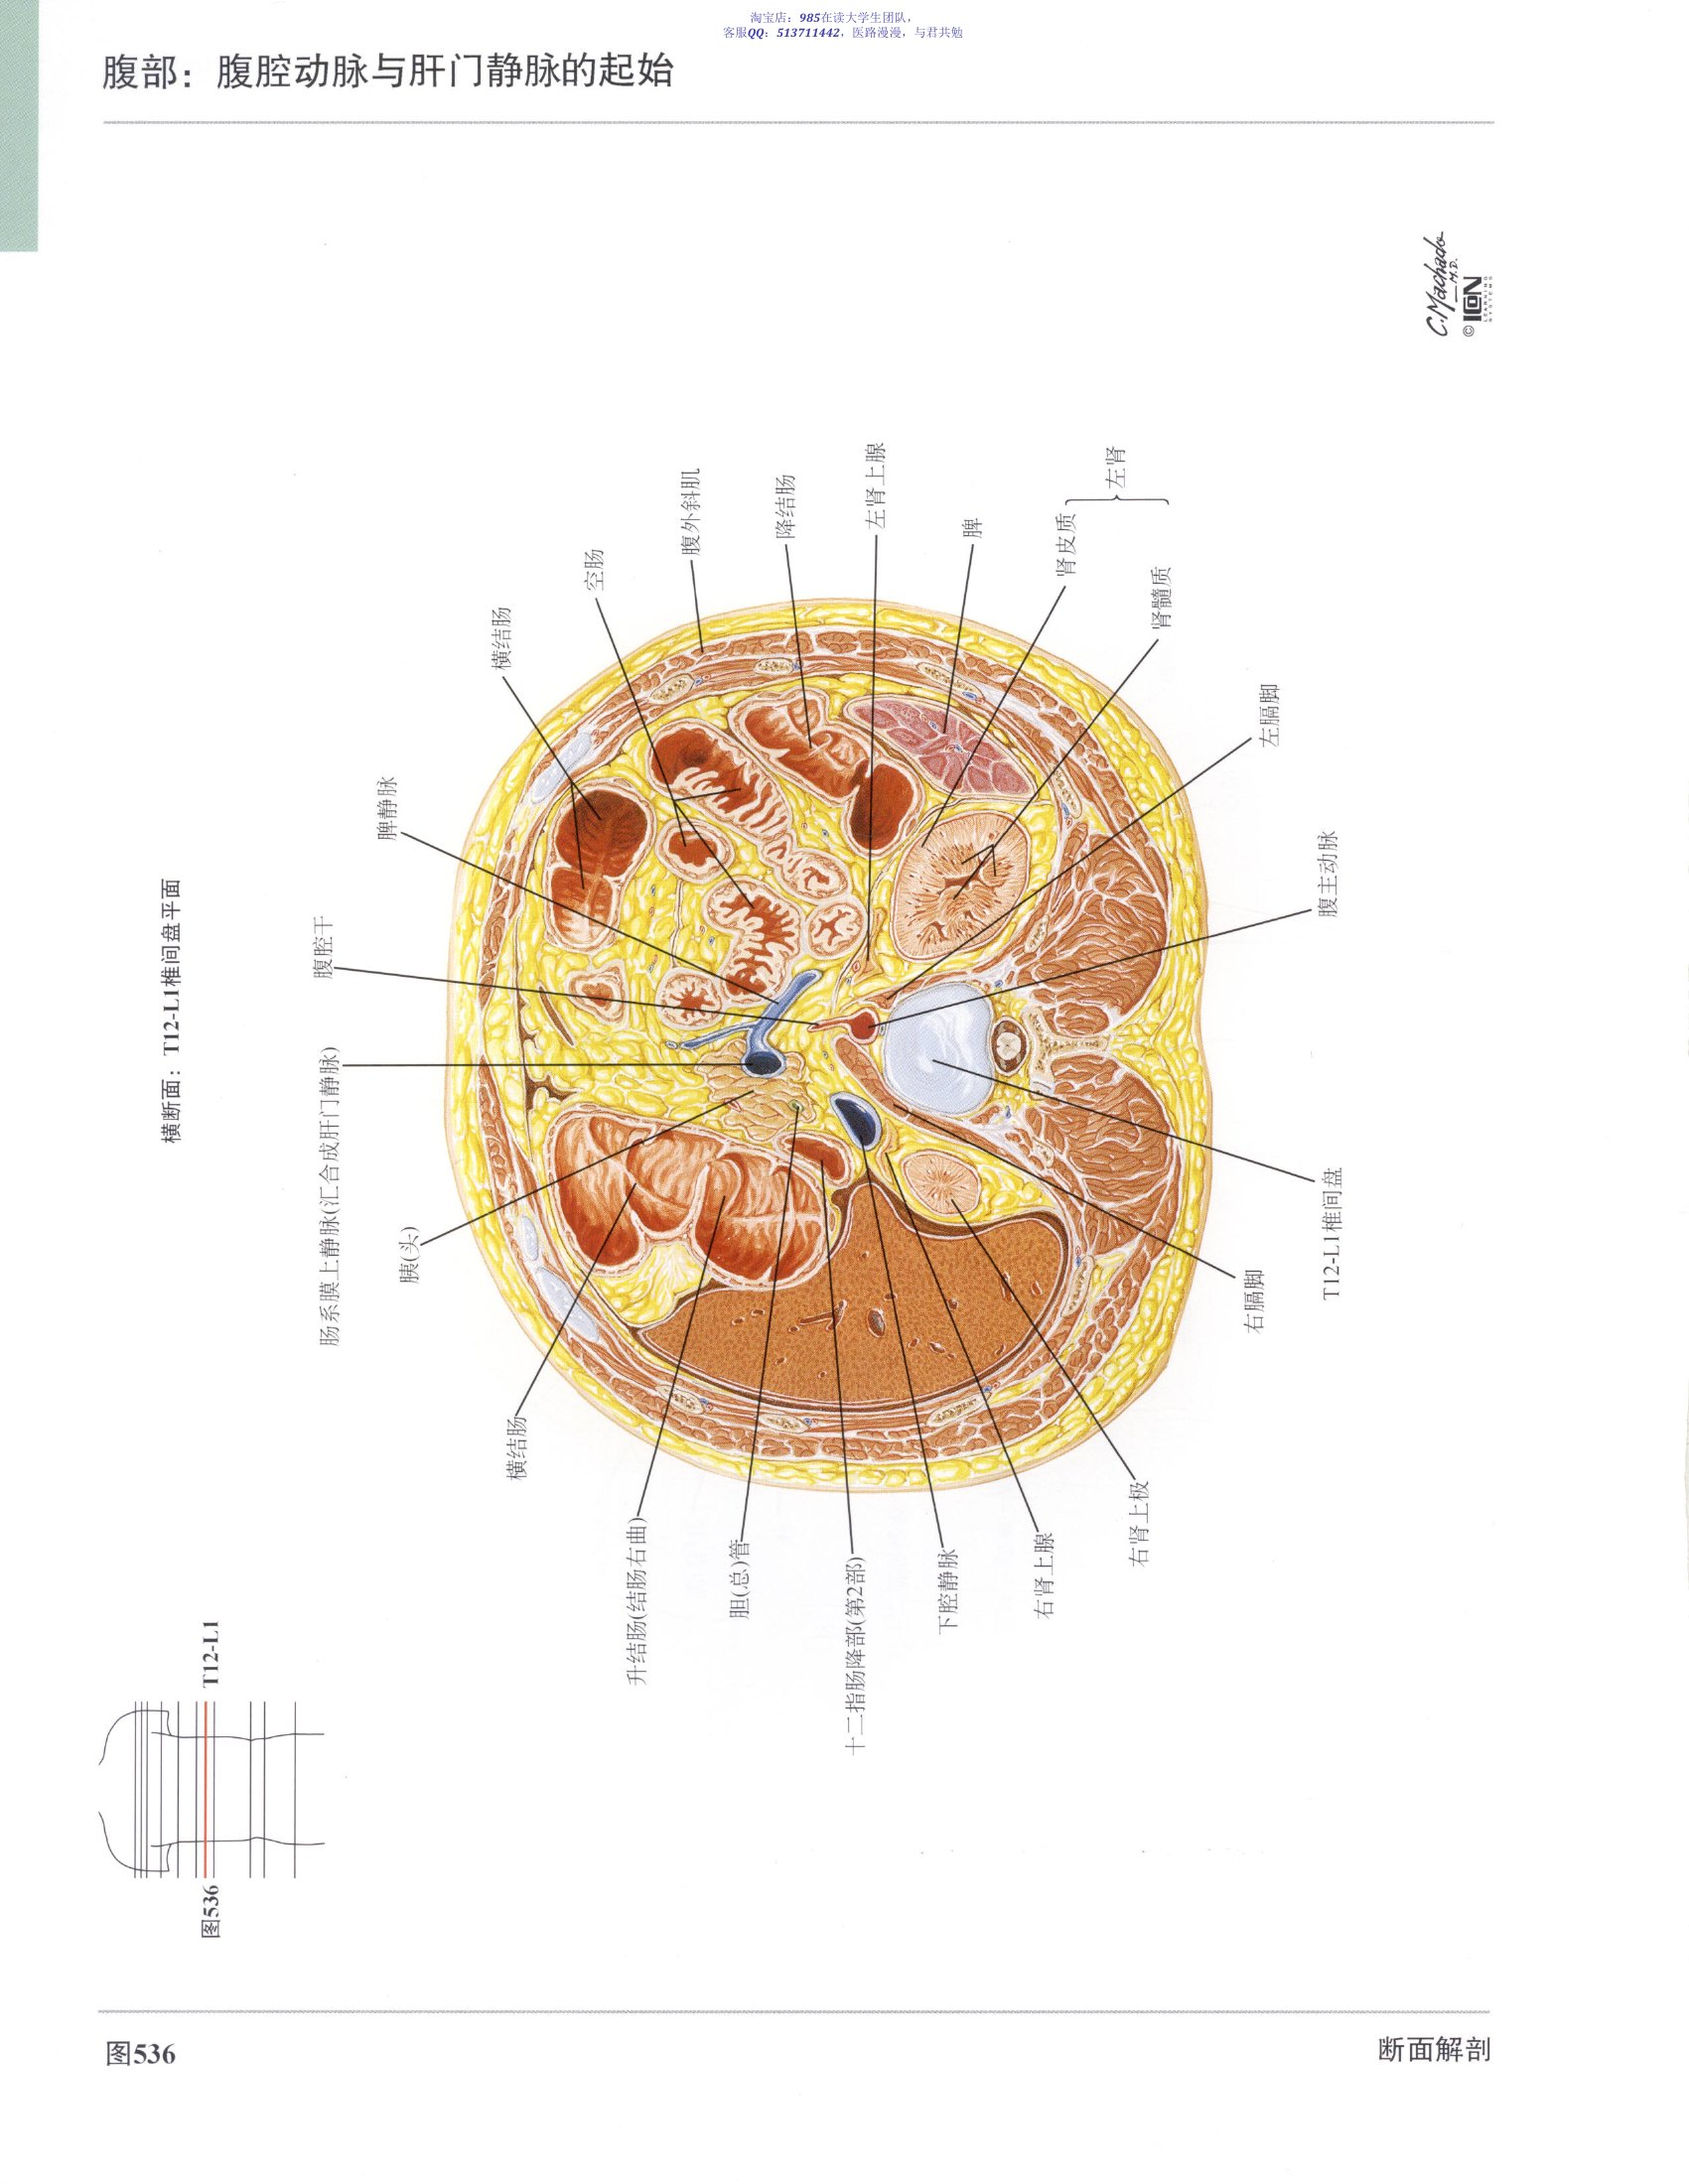 淘宝店：985在读大学生团队，
客服QQ：513711442，医路漫漫，与君共勉
腹部：腹腔动脉与肝门静脉的起始
横断面：T12-L1椎间盘平面
肠系膜上静脉(汇合成肝门静脉)
腹腔干
胰(头)
脾静脉
横结肠
横结肠
空肠
升结肠(结肠右曲)
腹外斜肌
胆(总)管
降结肠
十二指肠降部(第2部)
左肾上腺
下腔静脉
脾
右肾上腺
肾皮质
左肾
右肾上极
肾髓质
右膈脚
左膈脚
T12-L1椎间盘
腹主动脉
图536
T12-L1
C.Machado
M.D.
©ICON
LEARNING
SYSTEMS
图536
断面解剖